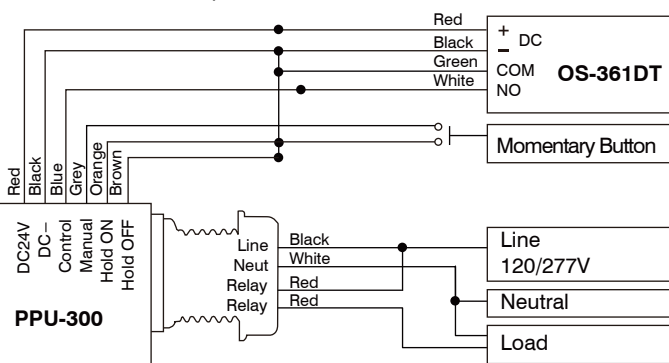 Red
Black
Green
White
+
− DC
COM
NO
OS-361DT
Momentary Button
Red
Black
Blue
Grey
Orange
Brown
DC24V
DC−
Control
Manual
Hold ON
Hold OFF
PPU-300
Line
Neut
Relay
Relay
Black
White
Red
Red
Line
120/277V
Neutral
Load